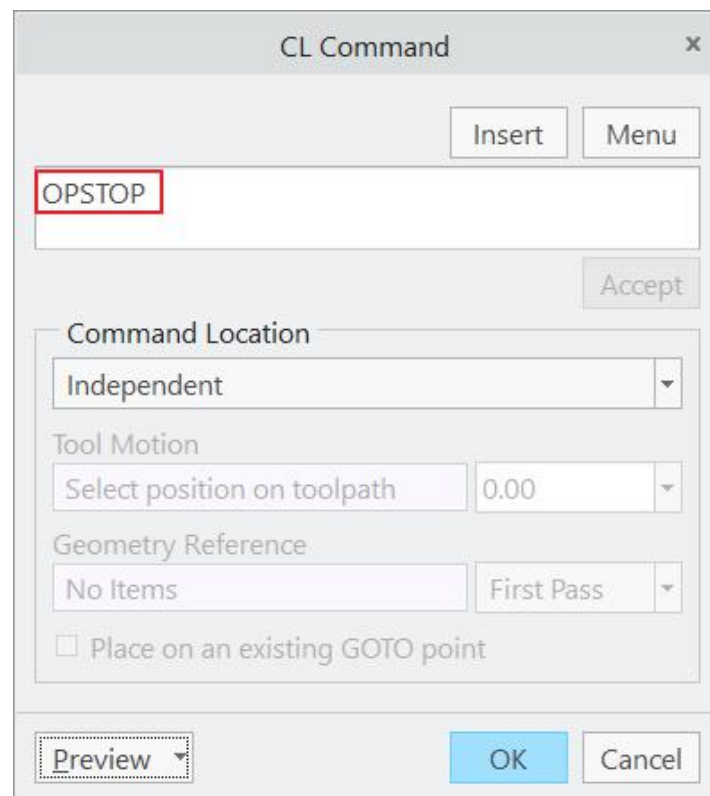 CL Command ×
Insert Menu
OPSTOP
Accept
Command Location
Independent
Tool Motion
Select position on toolpath 0.00
Geometry Reference
No Items First Pass
Place on an existing GOTO point
Preview OK Cancel